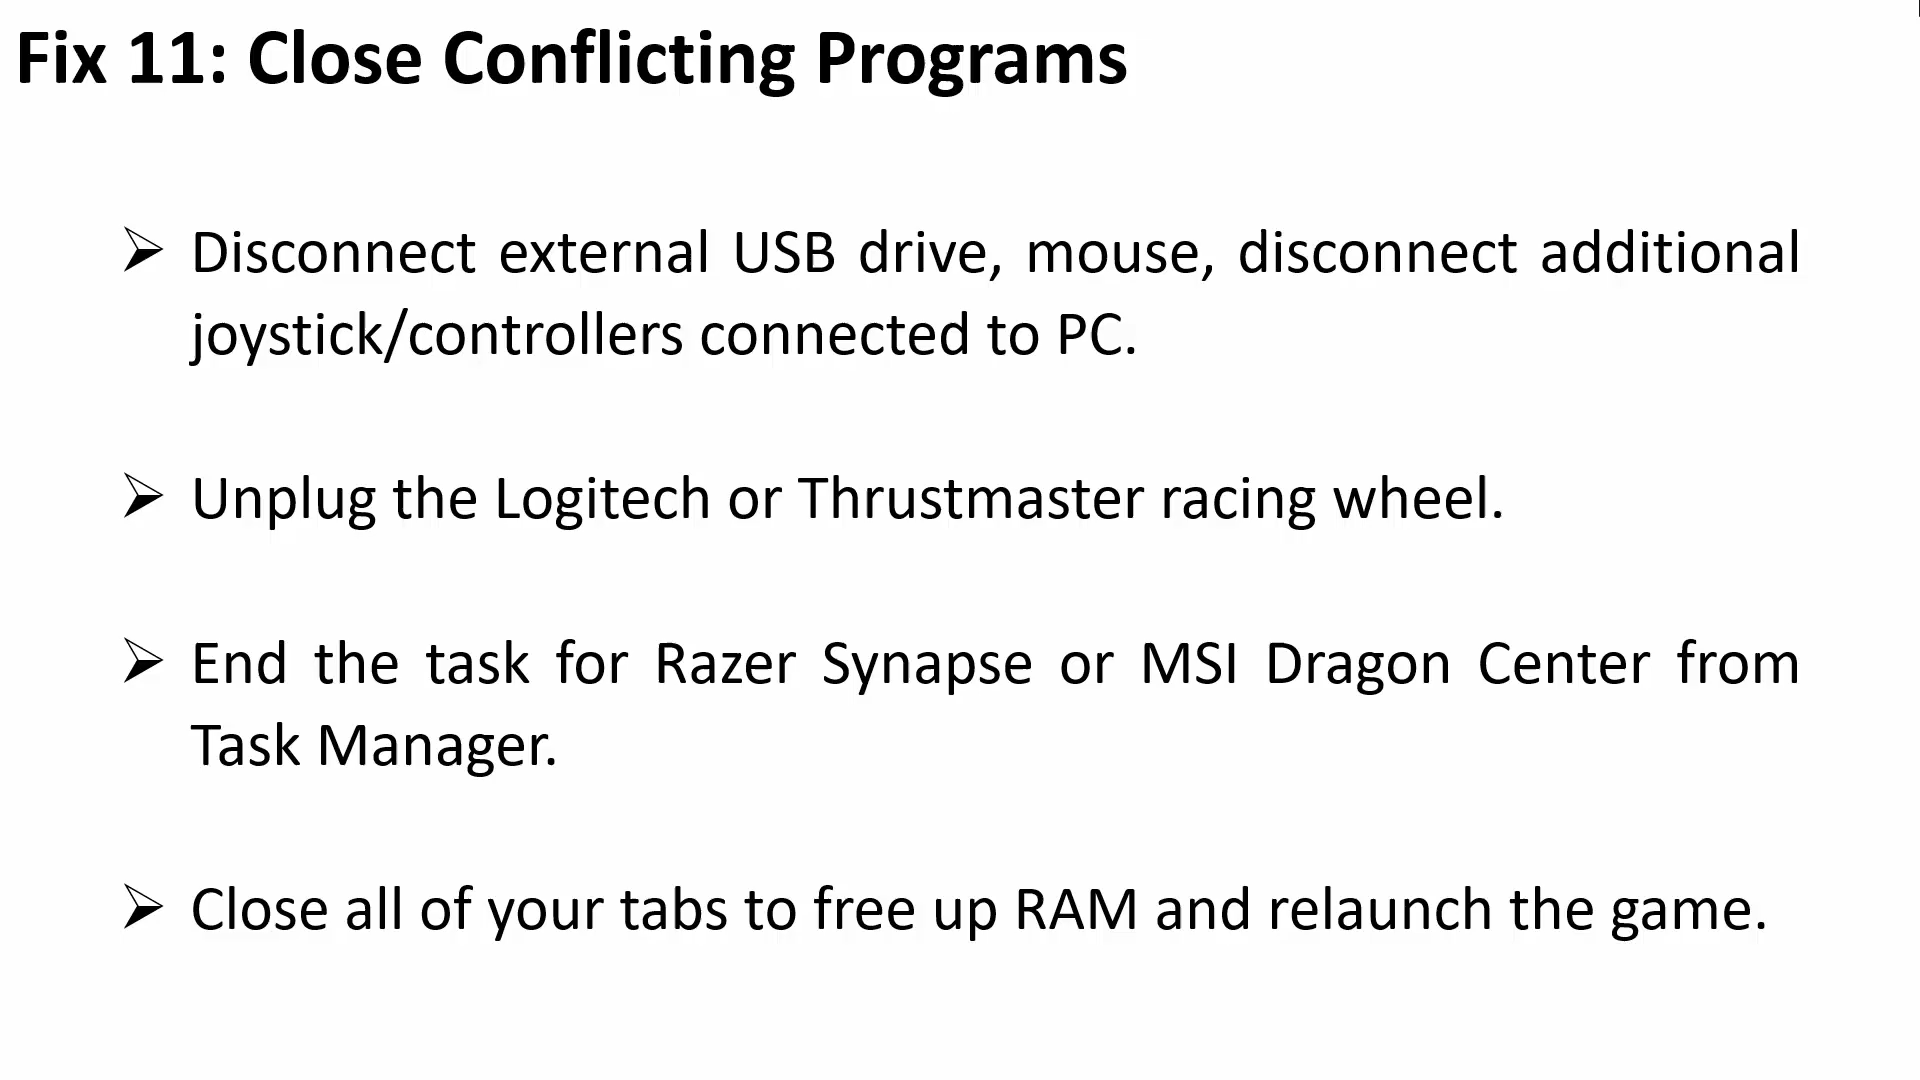 Fix 11: Close Conflicting Programs
➢ Disconnect external USB drive, mouse, disconnect additional
joystick/controllers connected to PC.
➢ Unplug the Logitech or Thrustmaster racing wheel.
➢ End the task for Razer Synapse or MSI Dragon Center from
Task Manager.
➢ Close all of your tabs to free up RAM and relaunch the game.